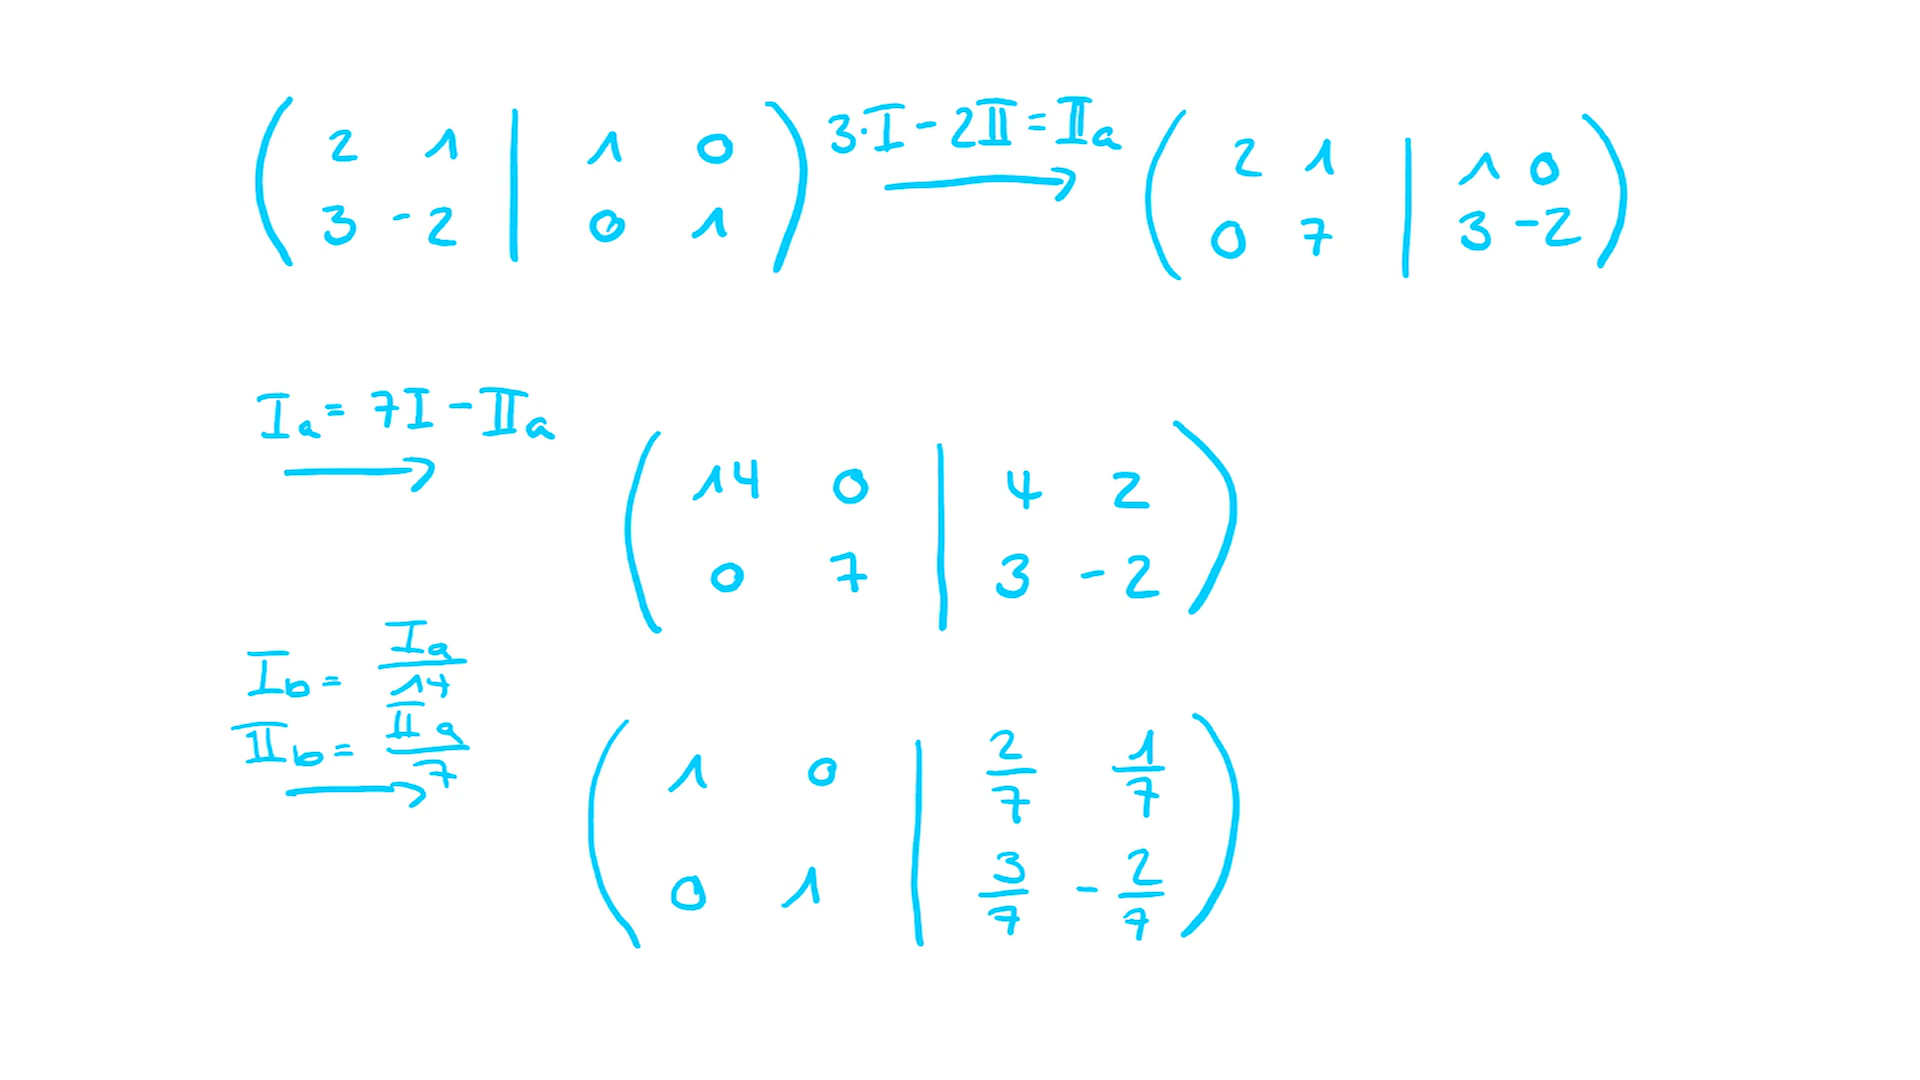 ( 2 1 | 1 0 ) 3·I - 2II = IIa ( 2 1 | 1 0 )
( 3 -2 | 0 1 ) → ( 0 7 | 3 -2 )
Ia = 7I - IIa
→ ( 14 0 | 4 2 )
( 0 7 | 3 -2 )
Ib = Ia/14
IIb = IIa/7
→ ( 1 0 | 2/7 1/7 )
( 0 1 | 3/7 -2/7 )